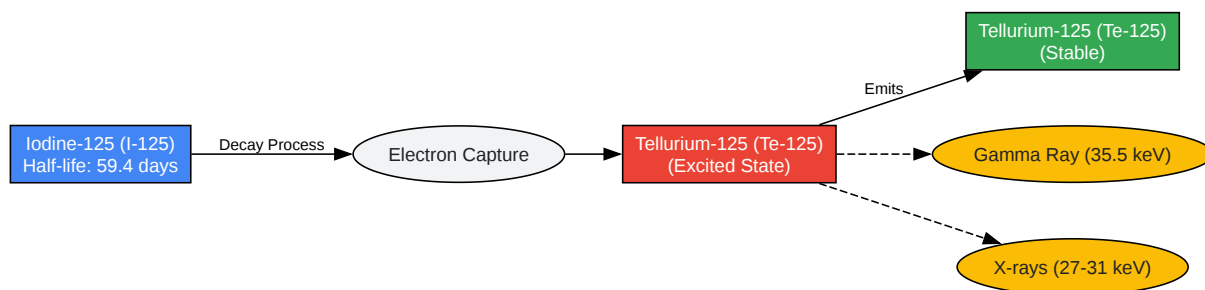 Iodine-125 (I-125)
Half-life: 59.4 days
Decay Process
Electron Capture
Tellurium-125 (Te-125)
(Excited State)
Emits
Tellurium-125 (Te-125)
(Stable)
Gamma Ray (35.5 keV)
X-rays (27-31 keV)